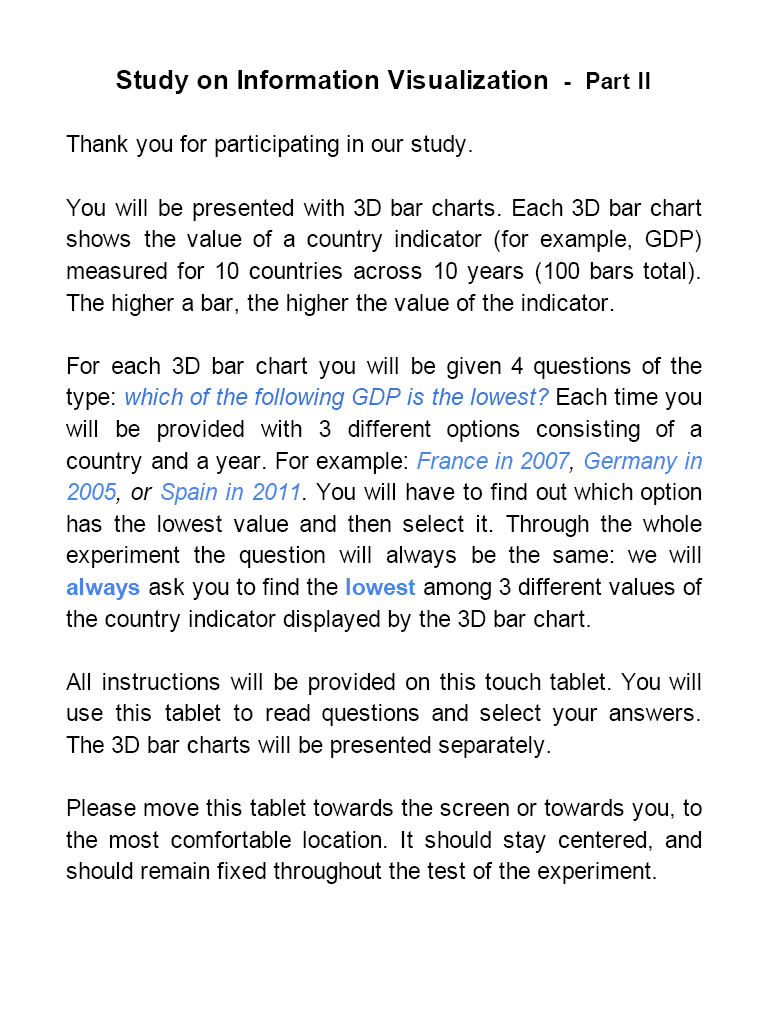 Study on Information Visualization - Part II
Thank you for participating in our study.
You will be presented with 3D bar charts. Each 3D bar chart
shows the value of a country indicator (for example, GDP)
measured for 10 countries across 10 years (100 bars total).
The higher a bar, the higher the value of the indicator.
For each 3D bar chart you will be given 4 questions of the
type: which of the following GDP is the lowest? Each time you
will be provided with 3 different options consisting of a
country and a year. For example: France in 2007, Germany in
2005, or Spain in 2011. You will have to find out which option
has the lowest value and then select it. Through the whole
experiment the question will always be the same: we will
always ask you to find the lowest among 3 different values of
the country indicator displayed by the 3D bar chart.
All instructions will be provided on this touch tablet. You will
use this tablet to read questions and select your answers.
The 3D bar charts will be presented separately.
Please move this tablet towards the screen or towards you, to
the most comfortable location. It should stay centered, and
should remain fixed throughout the test of the experiment.